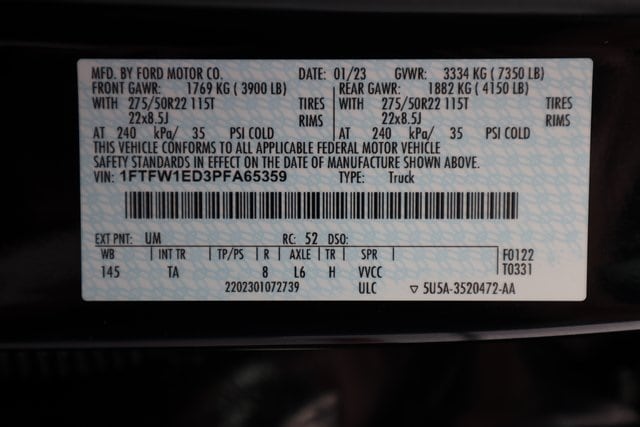 MFD. BY FORD MOTOR CO. DATE: 01/23 GVWR: 3334 KG ( 7350 LB)
FRONT GAWR: 1769 KG ( 3900 LB) REAR GAWR: 1882 KG ( 4150 LB)
WITH 275/50R22 115T TIRES WITH 275/50R22 115T TIRES
22x8.5J RIMS 22x8.5J RIMS
AT 240 kPa/ 35 PSI COLD AT 240 kPa/ 35 PSI COLD
THIS VEHICLE CONFORMS TO ALL APPLICABLE FEDERAL MOTOR VEHICLE
SAFETY STANDARDS IN EFFECT ON THE DATE OF MANUFACTURE SHOWN ABOVE.
VIN: 1FTFW1ED3PFA65359 TYPE: Truck
EXT PNT: UM RC: 52 DSO:
WB INT TR TP/PS R AXLE TR SPR F0122
145 TA 8 L6 H VVCC T0331
2202301072739 ULC ▽ 5U5A-3520472-AA